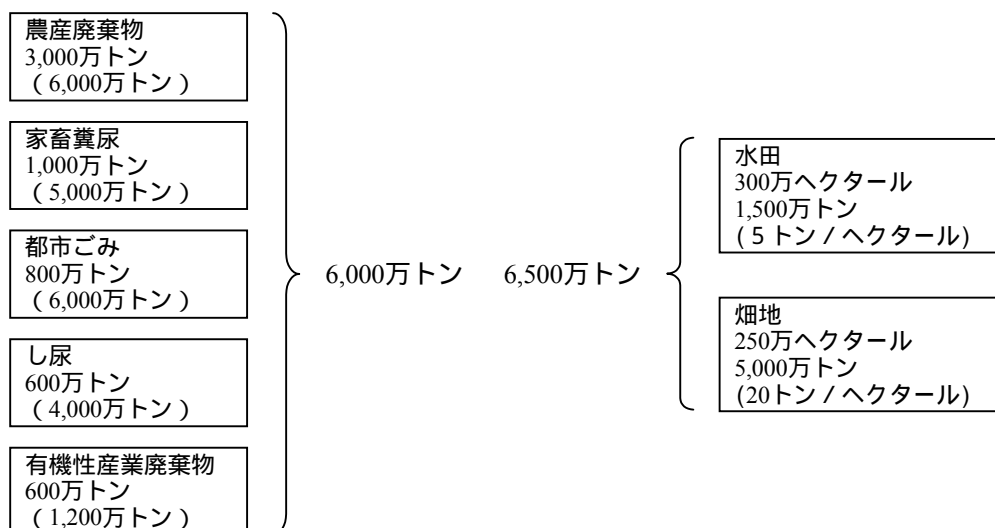 農産廃棄物
3,000万トン
( 6,000万トン )
家畜糞尿
1,000万トン
( 5,000万トン )
都市ごみ
800万トン
( 6,000万トン )
し尿
600万トン
( 4,000万トン )
有機性産業廃棄物
600万トン
( 1,200万トン )
6,000万トン 6,500万トン
水田
300万ヘクタール
1,500万トン
(5トン/ヘクタール)
畑地
250万ヘクタール
5,000万トン
(20トン/ヘクタール)